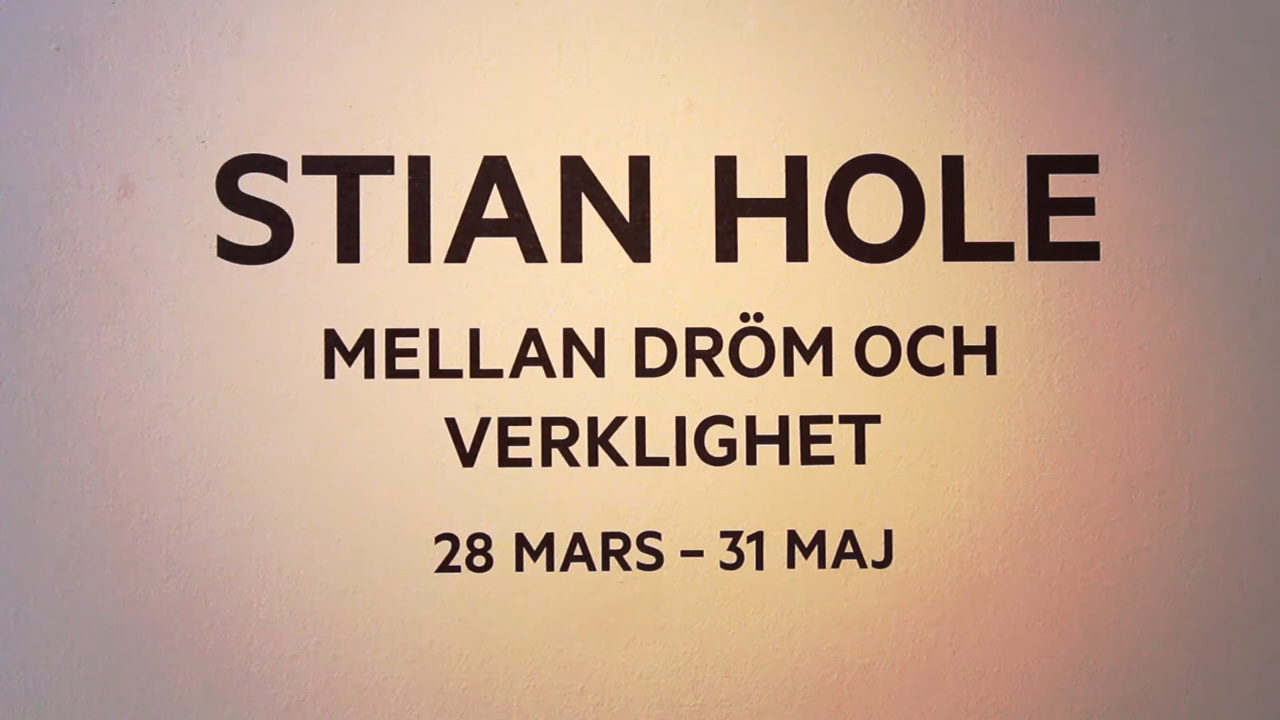 STIAN HOLE
MELLAN DRÖM OCH
VERKLIGHET
28 MARS – 31 MAJ